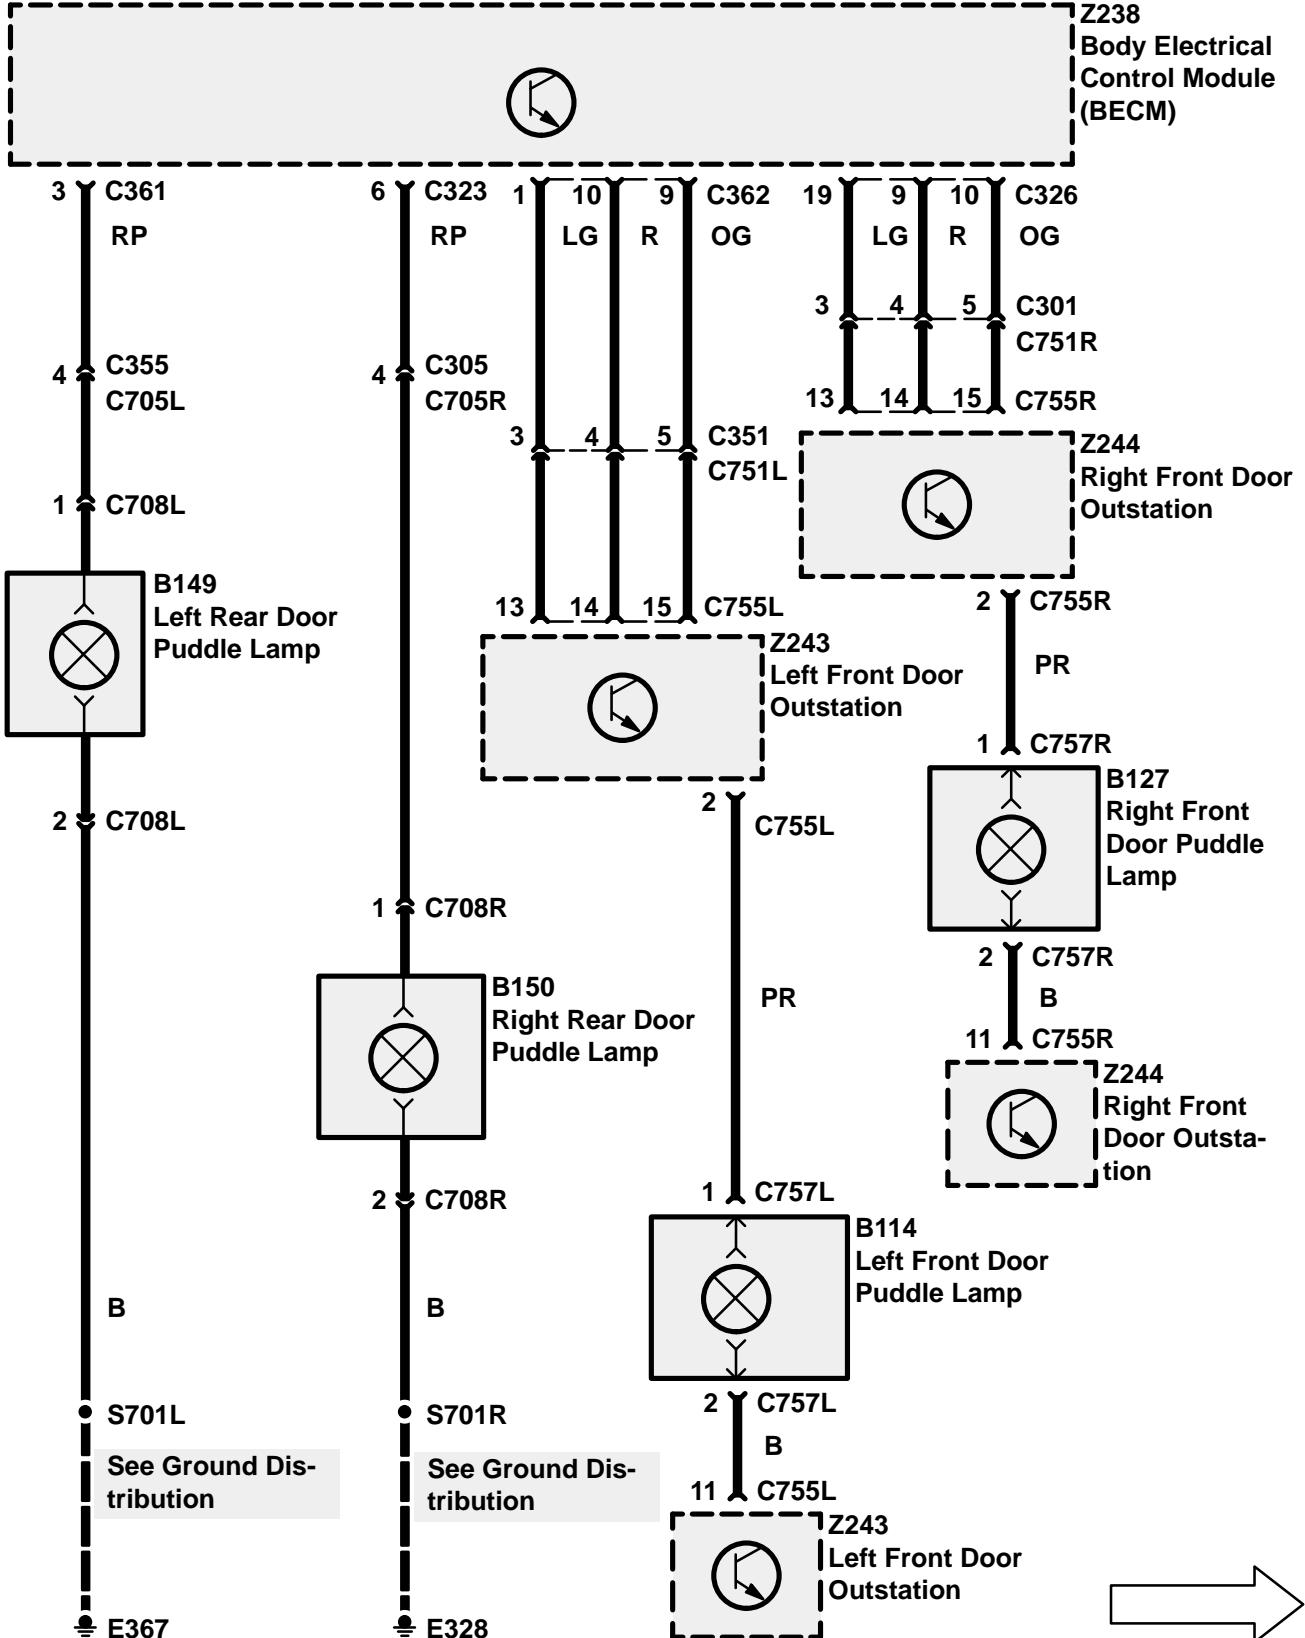 Z238
Body Electrical
Control Module
(BECM)
3 C361
6 C323
1 10 9 C362
19 9 10 C326
RP
RP
LG R OG
LG R OG
3 4 5 C301
C751R
4 C355
C705L
4 C305
C705R
13 14 15 C755R
3 4 5 C351
C751L
Z244
Right Front Door
Outstation
1 C708L
B149
Left Rear Door
Puddle Lamp
13 14 15 C755L
2 C755R
Z243
Left Front Door
Outstation
PR
1 C757R
B127
Right Front
Door Puddle
Lamp
2 C708L
2
C755L
1 C708R
2 C757R
B
B150
Right Rear Door
Puddle Lamp
PR
11 C755R
Z244
Right Front
Door Outsta-
tion
2 C708R
1 C757L
B114
Left Front Door
Puddle Lamp
B
B
2 C757L
S701L
S701R
B
See Ground Dis-
tribution
See Ground Dis-
tribution
11 C755L
Z243
Left Front Door
Outstation
E367
E328